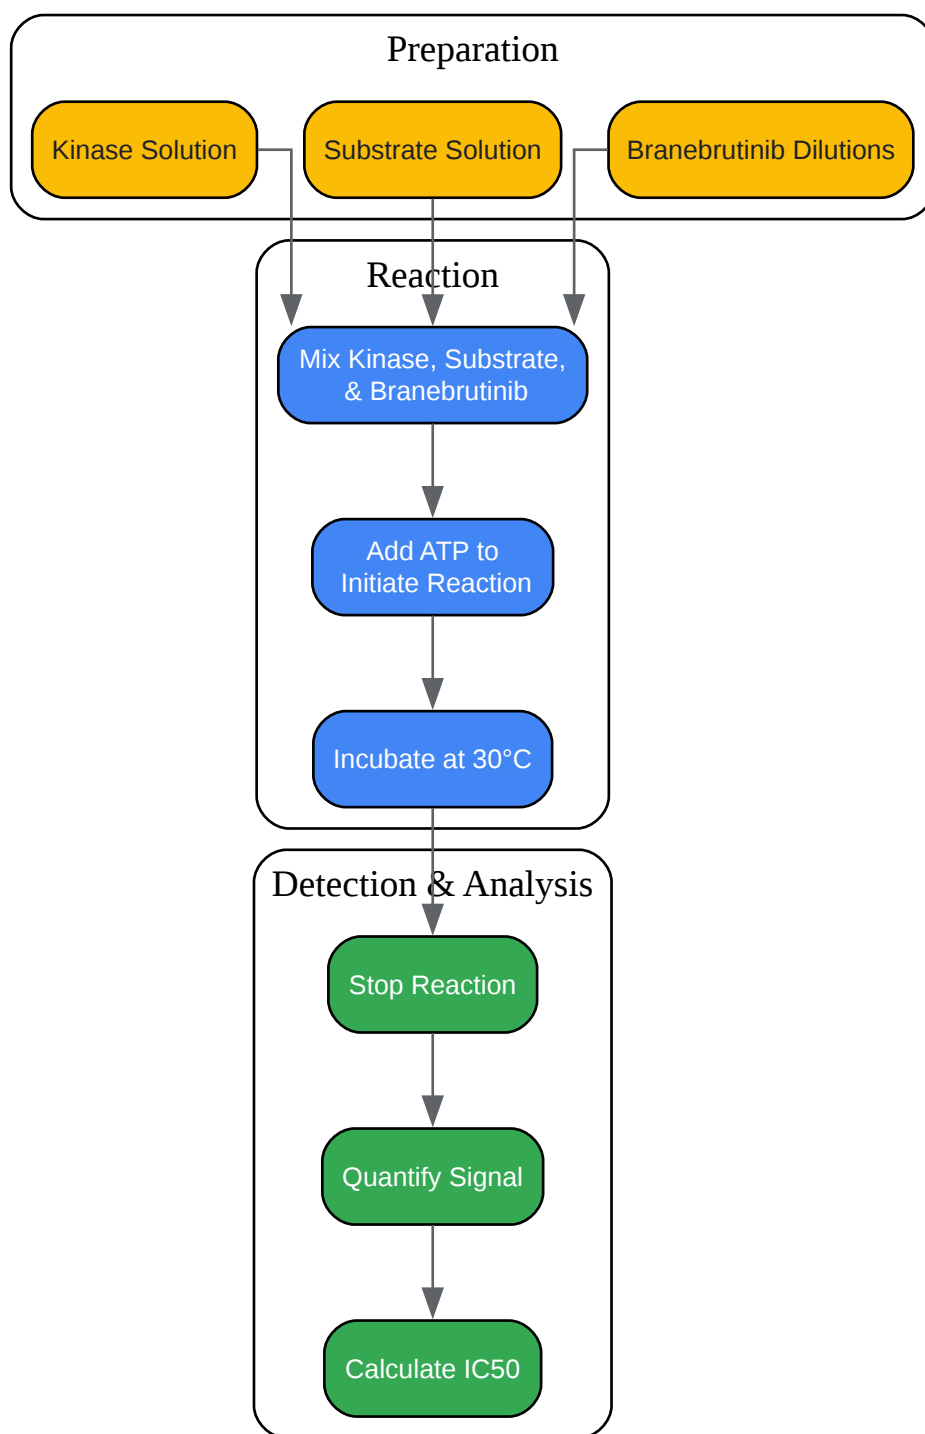 Preparation
Kinase Solution
Substrate Solution
Branebrutinib Dilutions
Reaction
Mix Kinase, Substrate,
& Branebrutinib
Add ATP to
Initiate Reaction
Incubate at 30°C
Detection & Analysis
Stop Reaction
Quantify Signal
Calculate IC50